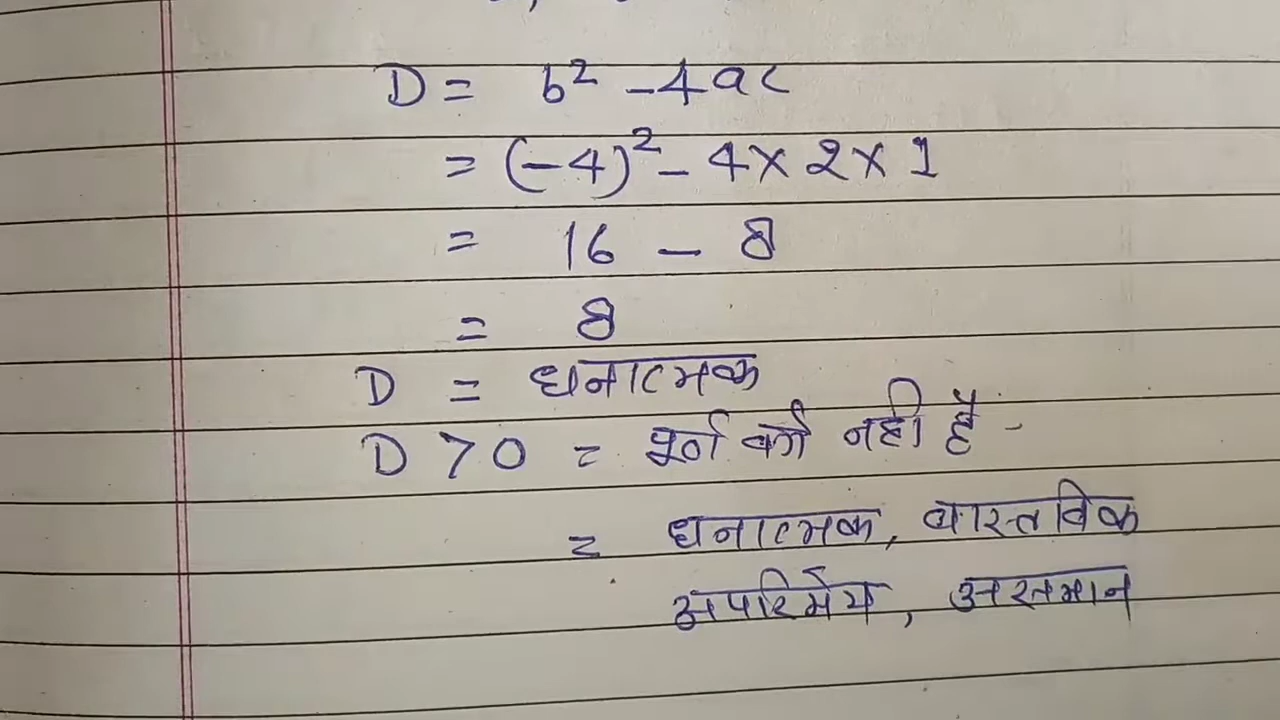 D = b² - 4ac
= (-4)² - 4 × 2 × 1
= 16 - 8
= 8
D = धनात्मक
D > 0 = पूर्ण वर्ग नही है -
= धनात्मक, वास्तविक
अपरिमेय, असमान